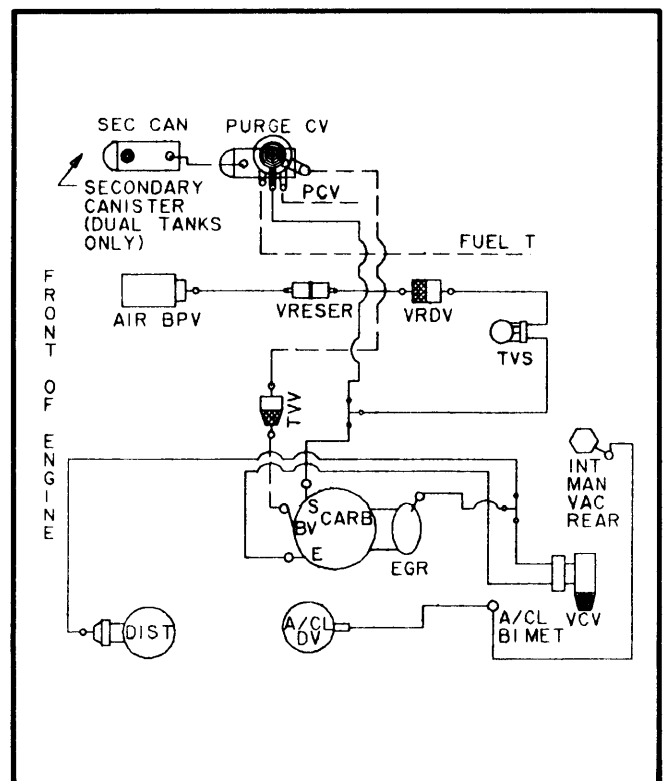 SEC CAN
PURGE CV
PCV
SECONDARY
CANISTER
(DUAL TANKS
ONLY)
FUEL T
FRONT OF ENGINE
AIR BPV
VRESER
VRDV
TVS
TVV
INT
MAN
VAC
REAR
S
BV
CARB
E
EGR
DIST
A/CL
DV
A/CL
BI MET
VCV